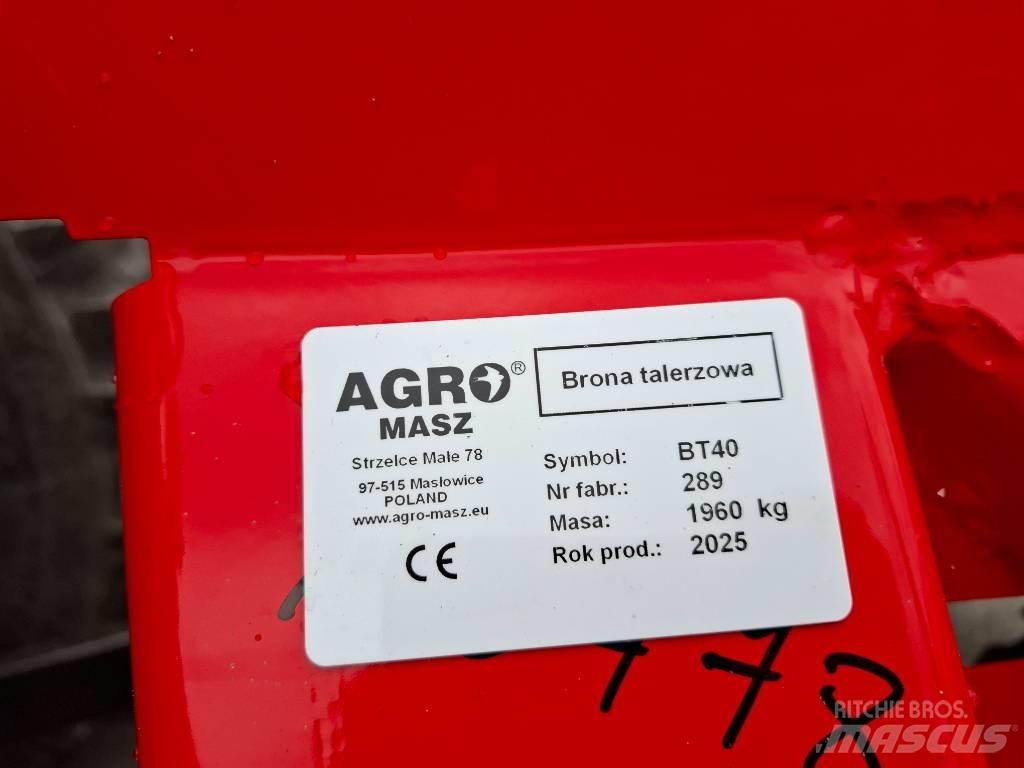 AGRO®
MASZ
Strzelce Małe 78
97-515 Masłowice
POLAND
www.agro-masz.eu
CE
Brona talerzowa
Symbol: BT40
Nr fabr.: 289
Masa: 1960 kg
Rok prod.: 2025
778
RITCHIE BROS.
MASCUS